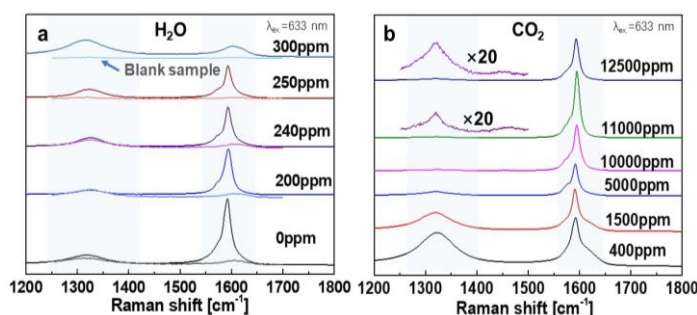 a
H₂O
λex.=633 nm
300ppm
Blank sample
250ppm
240ppm
200ppm
0ppm
1200 1300 1400 1500 1600 1700 1800
Raman shift [cm⁻¹]
b
CO₂
λex.=633 nm
×20
12500ppm
×20
11000ppm
10000ppm
5000ppm
1500ppm
400ppm
1200 1300 1400 1500 1600 1700 1800
Raman shift [cm⁻¹]